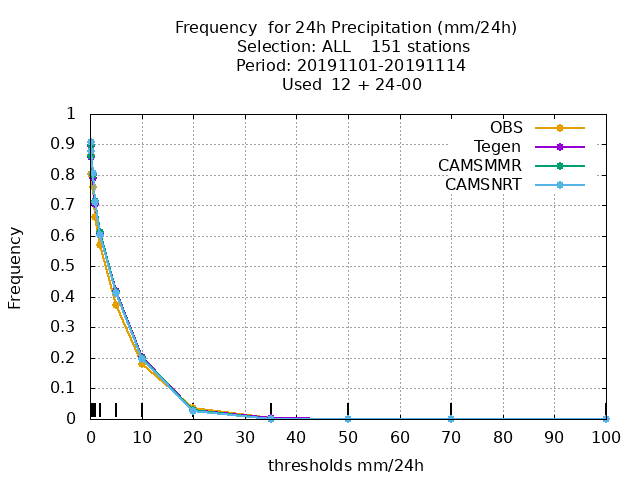 Frequency  for 24h Precipitation (mm/24h)
Selection: ALL    151 stations
Period: 20191101-20191114
Used  12 + 24-00
1
0.9
0.8
0.7
0.6
0.5
0.4
0.3
0.2
0.1
0
Frequency
OBS
Tegen
CAMSMMR
CAMSNRT
0 10 20 30 40 50 60 70 80 90 100
thresholds mm/24h